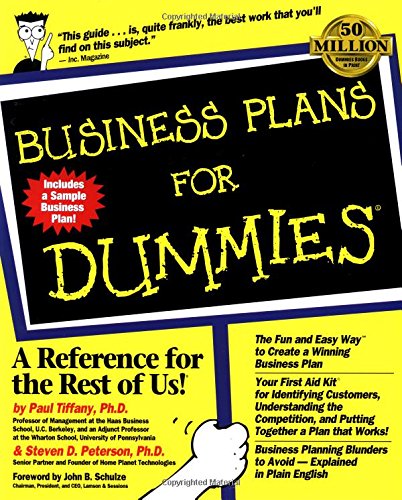 Copyrighted Material
"This guide . . . is, quite frankly, the best work that you'll
find on this subject."
— Inc. Magazine
50
MILLION
DUMMIES BOOKS
IN PRINT
BUSINESS PLANS
FOR
DUMMIES®
Includes
a Sample
Business
Plan!
A Reference for
the Rest of Us!®
by Paul Tiffany, Ph.D.
Professor of Management at the Haas Business
School, U.C. Berkeley, and an Adjunct Professor
at the Wharton School, University of Pennsylvania
& Steven D. Peterson, Ph.D.
Senior Partner and Founder of Home Planet Technologies
Foreword by John B. Schulze
Chairman, President, and CEO, Lamson & Sessions
The Fun and Easy Way™
to Create a Winning
Business Plan
Your First Aid Kit®
for Identifying Customers,
Understanding the
Competition, and Putting
Together a Plan that Works!
Business Planning Blunders
to Avoid — Explained
in Plain English
Copyrighted Material